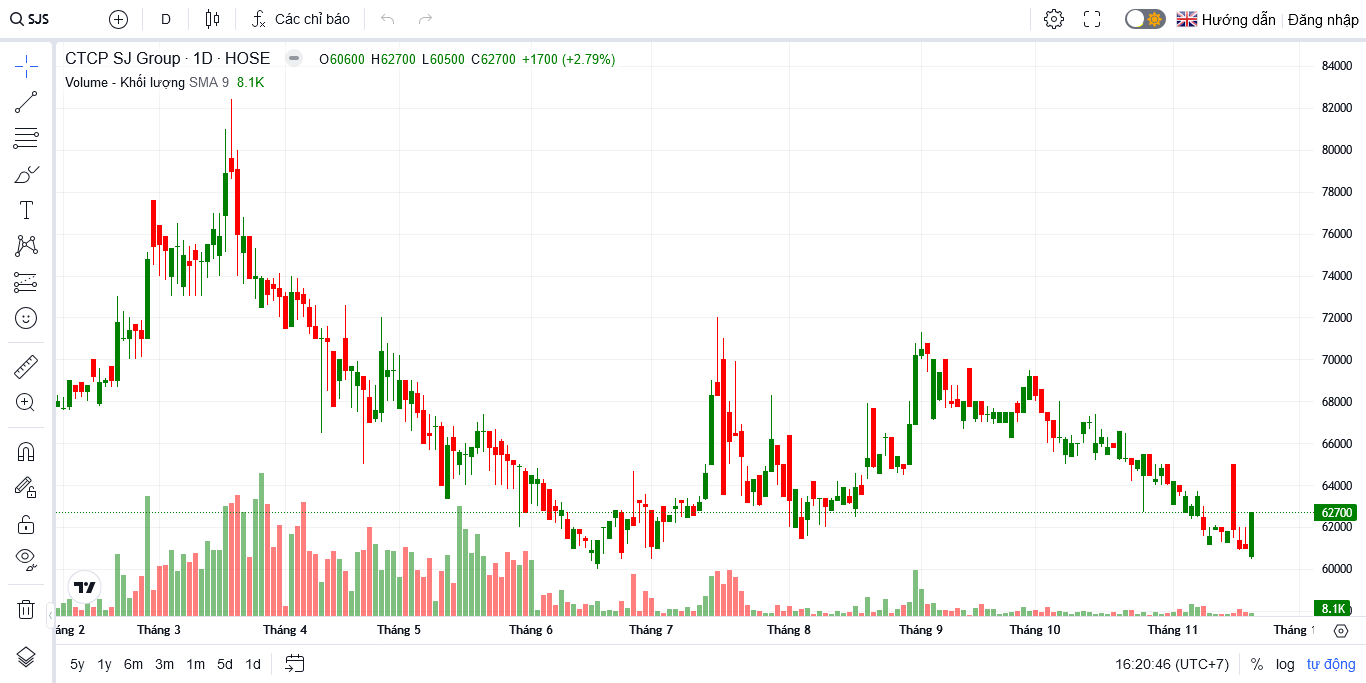 SJS D Các chỉ báo Hướng dẫn Đăng nhập
CTCP SJ Group · 1D · HOSE O60600 H62700 L60500 C62700 +1700 (+2.79%)
Volume - Khối lượng SMA 9 8.1K
84000
82000
80000
78000
76000
74000
72000
70000
68000
66000
64000
62700
62000
60000
8.1K
áng 2 Tháng 3 Tháng 4 Tháng 5 Tháng 6 Tháng 7 Tháng 8 Tháng 9 Tháng 10 Tháng 11 Tháng 1
5y 1y 6m 3m 1m 5d 1d 16:20:46 (UTC+7) % log tự động